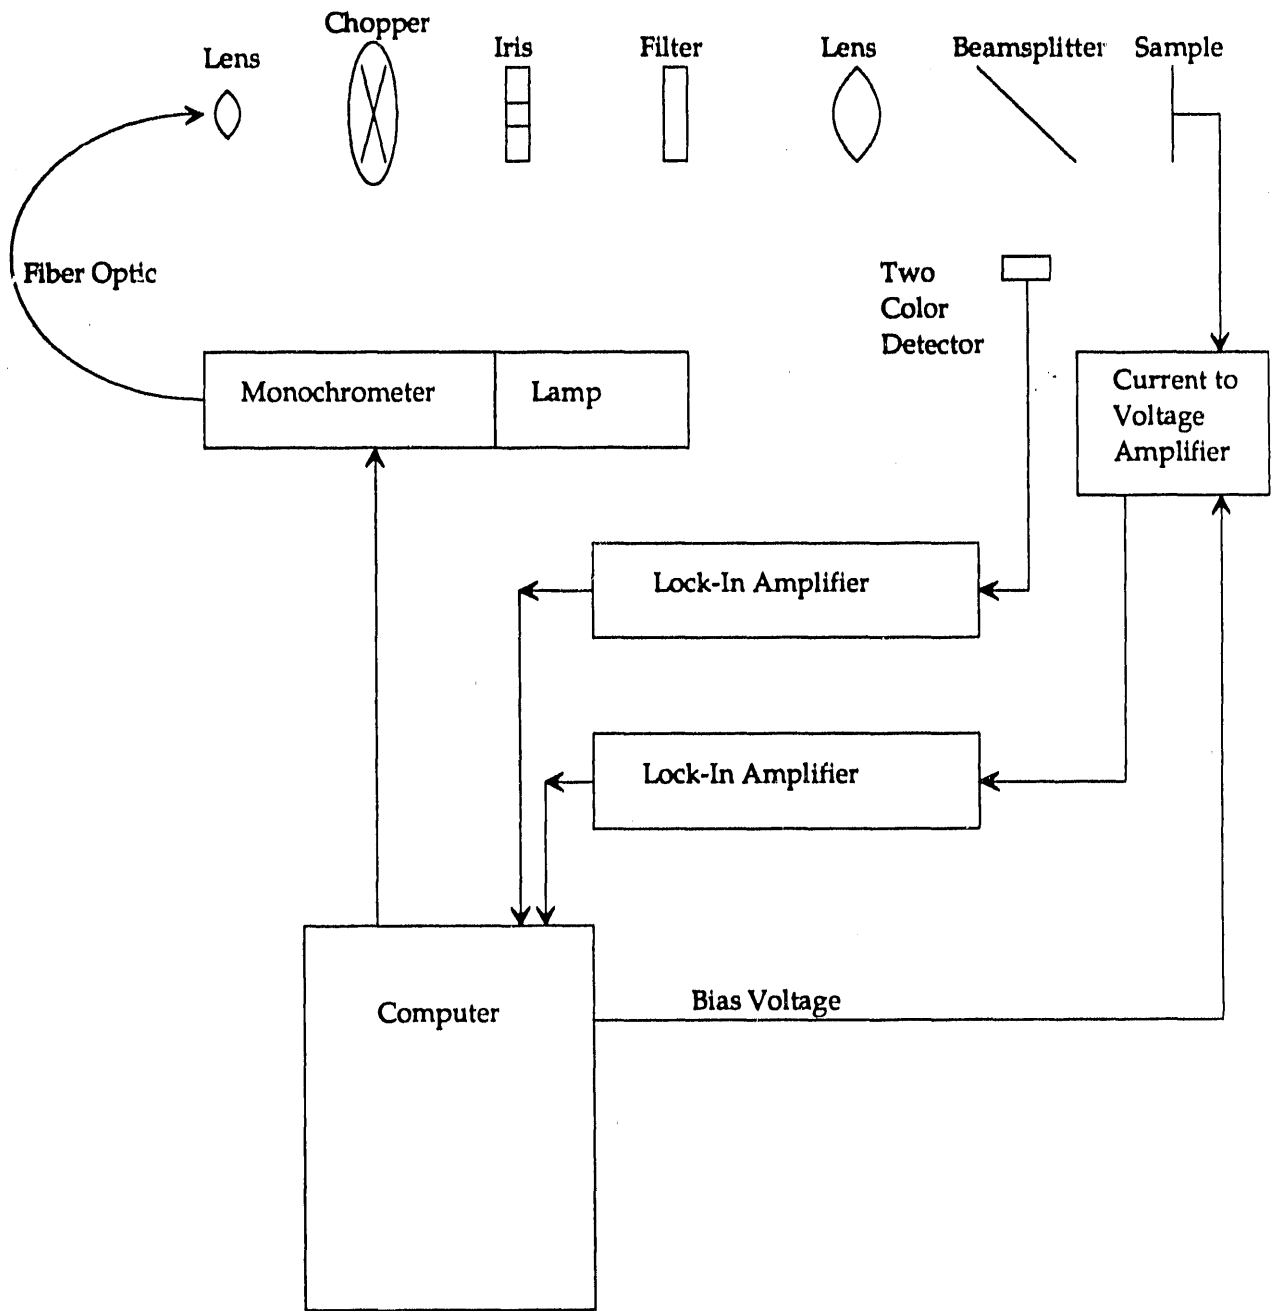 Chopper
Lens
Iris
Filter
Lens
Beamsplitter
Sample
Fiber Optic
Two
Color
Detector
Monochrometer
Lamp
Current to
Voltage
Amplifier
Lock-In Amplifier
Lock-In Amplifier
Computer
Bias Voltage